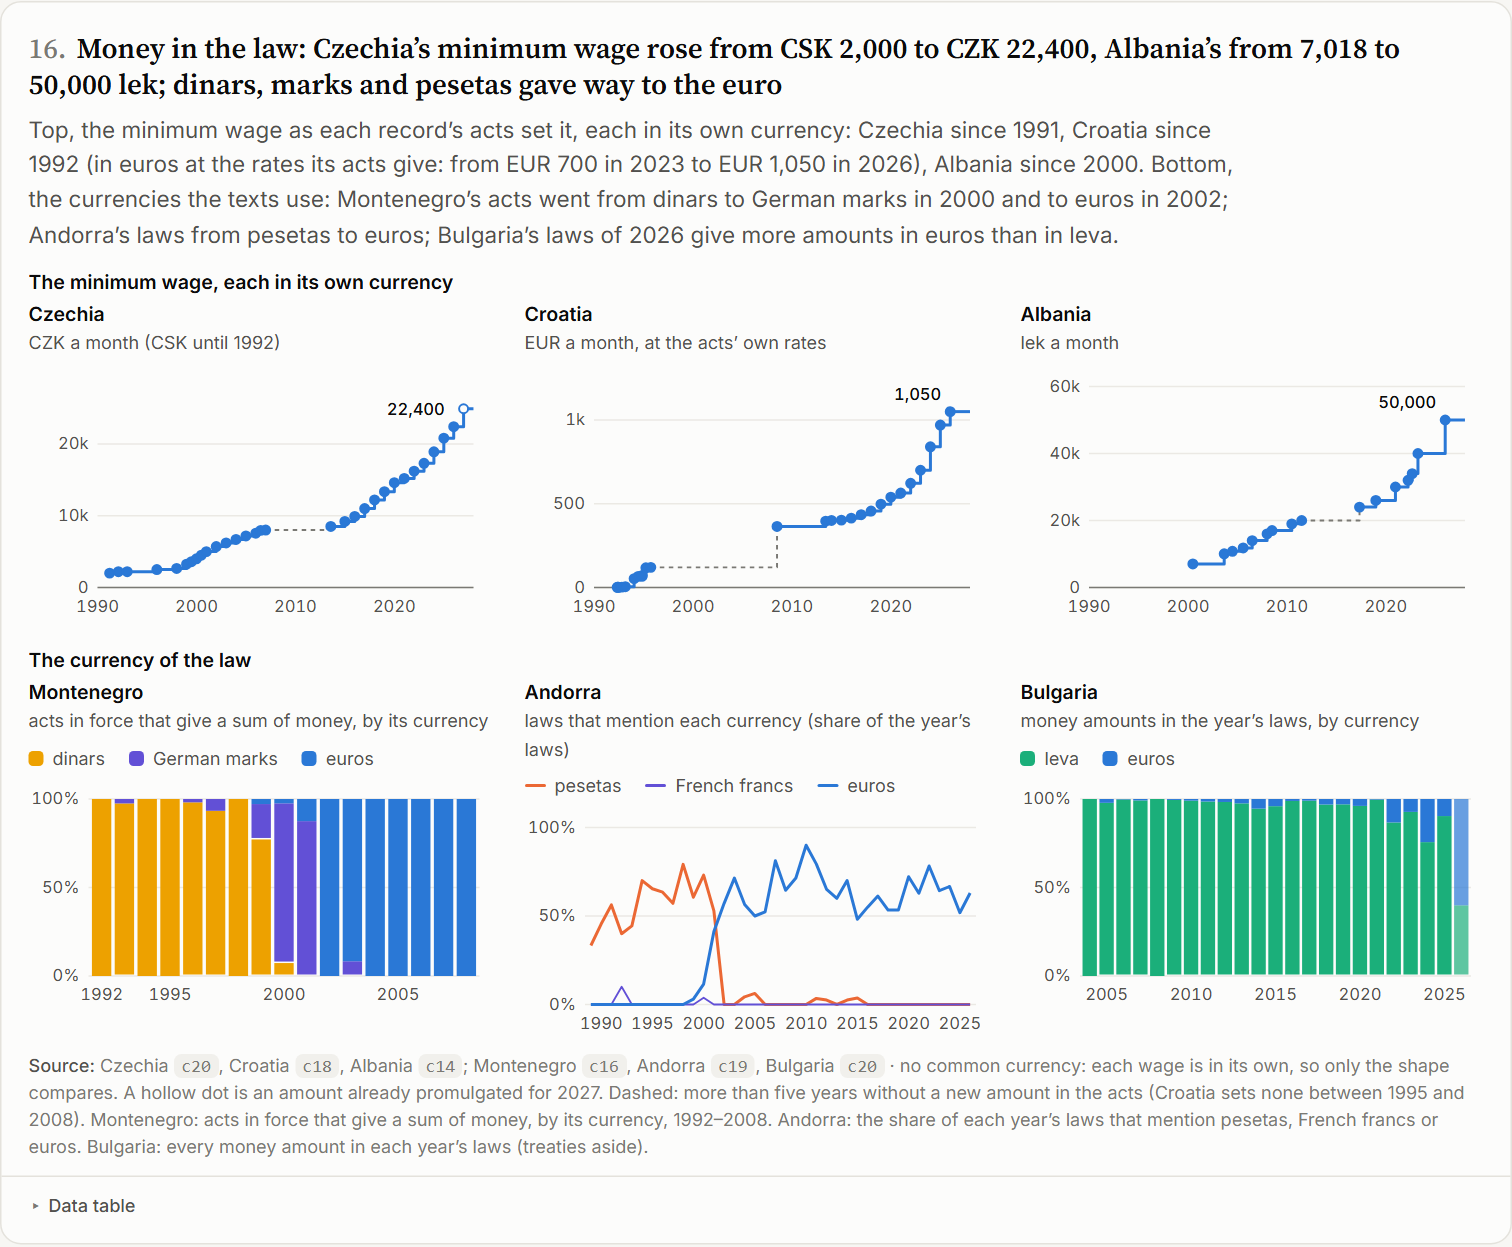 16. Money in the law: Czechia’s minimum wage rose from CSK 2,000 to CZK 22,400, Albania’s from 7,018 to
50,000 lek; dinars, marks and pesetas gave way to the euro
Top, the minimum wage as each record’s acts set it, each in its own currency: Czechia since 1991, Croatia since
1992 (in euros at the rates its acts give: from EUR 700 in 2023 to EUR 1,050 in 2026), Albania since 2000. Bottom,
the currencies the texts use: Montenegro’s acts went from dinars to German marks in 2000 and to euros in 2002;
Andorra’s laws from pesetas to euros; Bulgaria’s laws of 2026 give more amounts in euros than in leva.
The minimum wage, each in its own currency
Czechia
CZK a month (CSK until 1992)
22,400
20k
10k
0
1990 2000 2010 2020
Croatia
EUR a month, at the acts’ own rates
1,050
1k
500
0
1990 2000 2010 2020
Albania
lek a month
60k
50,000
40k
20k
0
1990 2000 2010 2020
The currency of the law
Montenegro
acts in force that give a sum of money, by its currency
dinars German marks euros
100%
50%
0%
1992 1995 2000 2005
Andorra
laws that mention each currency (share of the year’s
laws)
pesetas French francs euros
100%
50%
0%
1990 1995 2000 2005 2010 2015 2020 2025
Bulgaria
money amounts in the year’s laws, by currency
leva euros
100%
50%
0%
2005 2010 2015 2020 2025
Source: Czechia c20, Croatia c18, Albania c14; Montenegro c16, Andorra c19, Bulgaria c20 · no common currency: each wage is in its own, so only the shape
compares. A hollow dot is an amount already promulgated for 2027. Dashed: more than five years without a new amount in the acts (Croatia sets none between 1995 and
2008). Montenegro: acts in force that give a sum of money, by its currency, 1992–2008. Andorra: the share of each year’s laws that mention pesetas, French francs or
euros. Bulgaria: every money amount in each year’s laws (treaties aside).
Data table